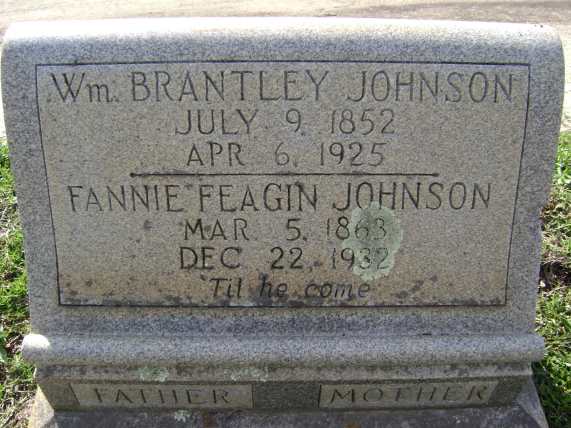 Wm. BRANTLEY JOHNSON
JULY 9, 1852
APR 6, 1925
FANNIE FEAGIN JOHNSON
MAR 5, 1863
DEC 22, 1932
Til he come
FATHER MOTHER